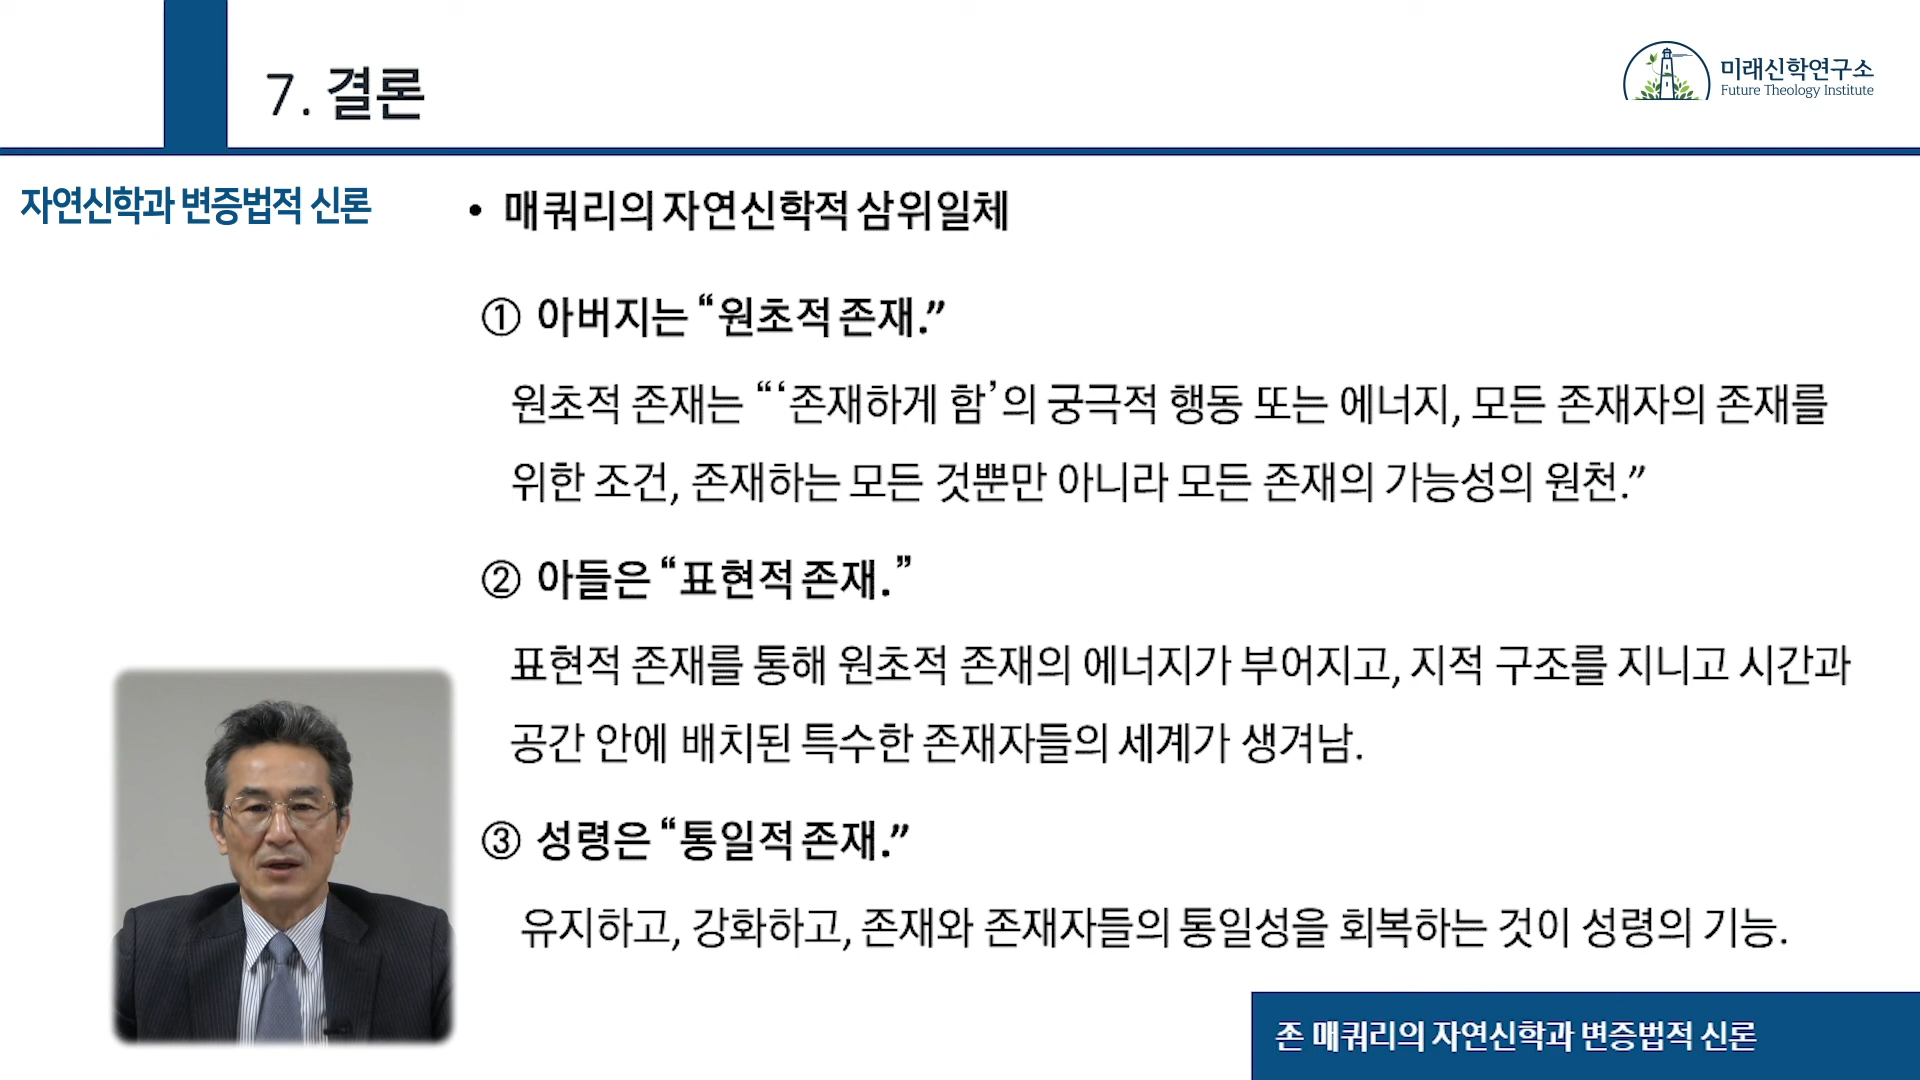 7. 결론
미래신학연구소
Future Theology Institute
자연신학과 변증법적 신론
• 매쿼리의 자연신학적 삼위일체
① 아버지는 “원초적 존재.”
원초적 존재는 “‘존재하게 함’의 궁극적 행동 또는 에너지, 모든 존재자의 존재를
위한 조건, 존재하는 모든 것뿐만 아니라 모든 존재의 가능성의 원천.”
② 아들은 “표현적 존재.”
표현적 존재를 통해 원초적 존재의 에너지가 부어지고, 지적 구조를 지니고 시간과
공간 안에 배치된 특수한 존재자들의 세계가 생겨남.
③ 성령은 “통일적 존재.”
유지하고, 강화하고, 존재와 존재자들의 통일성을 회복하는 것이 성령의 기능.
존 매쿼리의 자연신학과 변증법적 신론